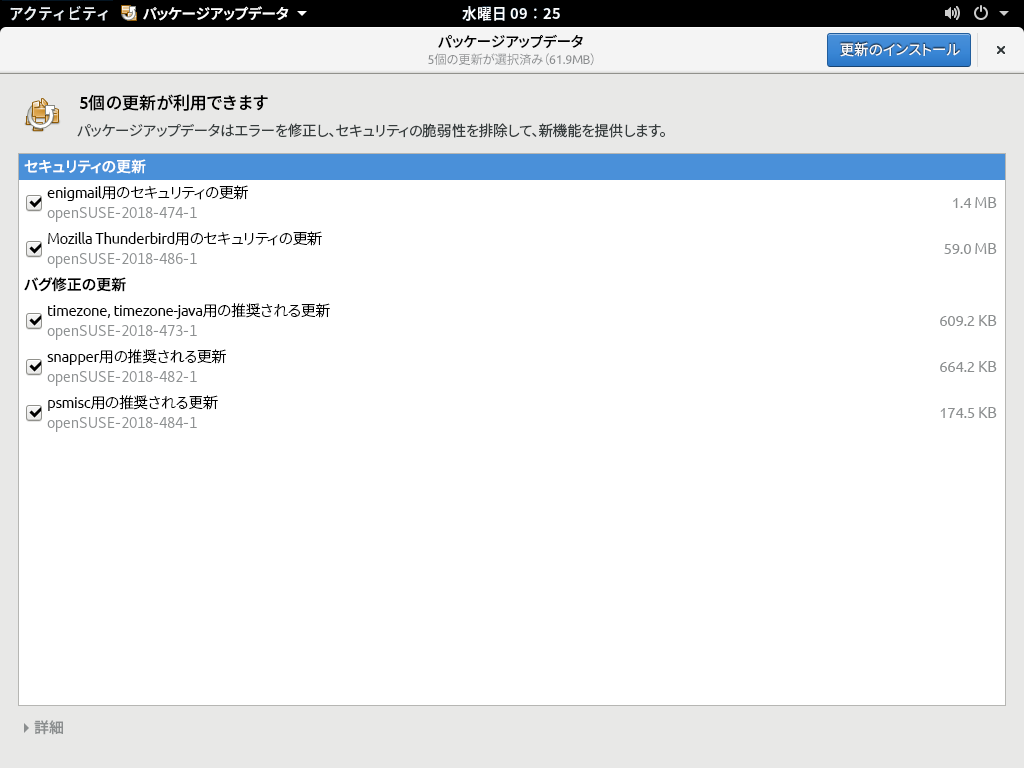 アクティビティ パッケージアップデータ 水曜日 09：25
パッケージアップデータ
5個の更新が選択済み (61.9MB)
更新のインストール
5個の更新が利用できます
パッケージアップデータはエラーを修正し、セキュリティの脆弱性を排除して、新機能を提供します。
セキュリティの更新
enigmail用のセキュリティの更新
openSUSE-2018-474-1
1.4 MB
Mozilla Thunderbird用のセキュリティの更新
openSUSE-2018-486-1
59.0 MB
バグ修正の更新
timezone, timezone-java用の推奨される更新
openSUSE-2018-473-1
609.2 KB
snapper用の推奨される更新
openSUSE-2018-482-1
664.2 KB
psmisc用の推奨される更新
openSUSE-2018-484-1
174.5 KB
詳細